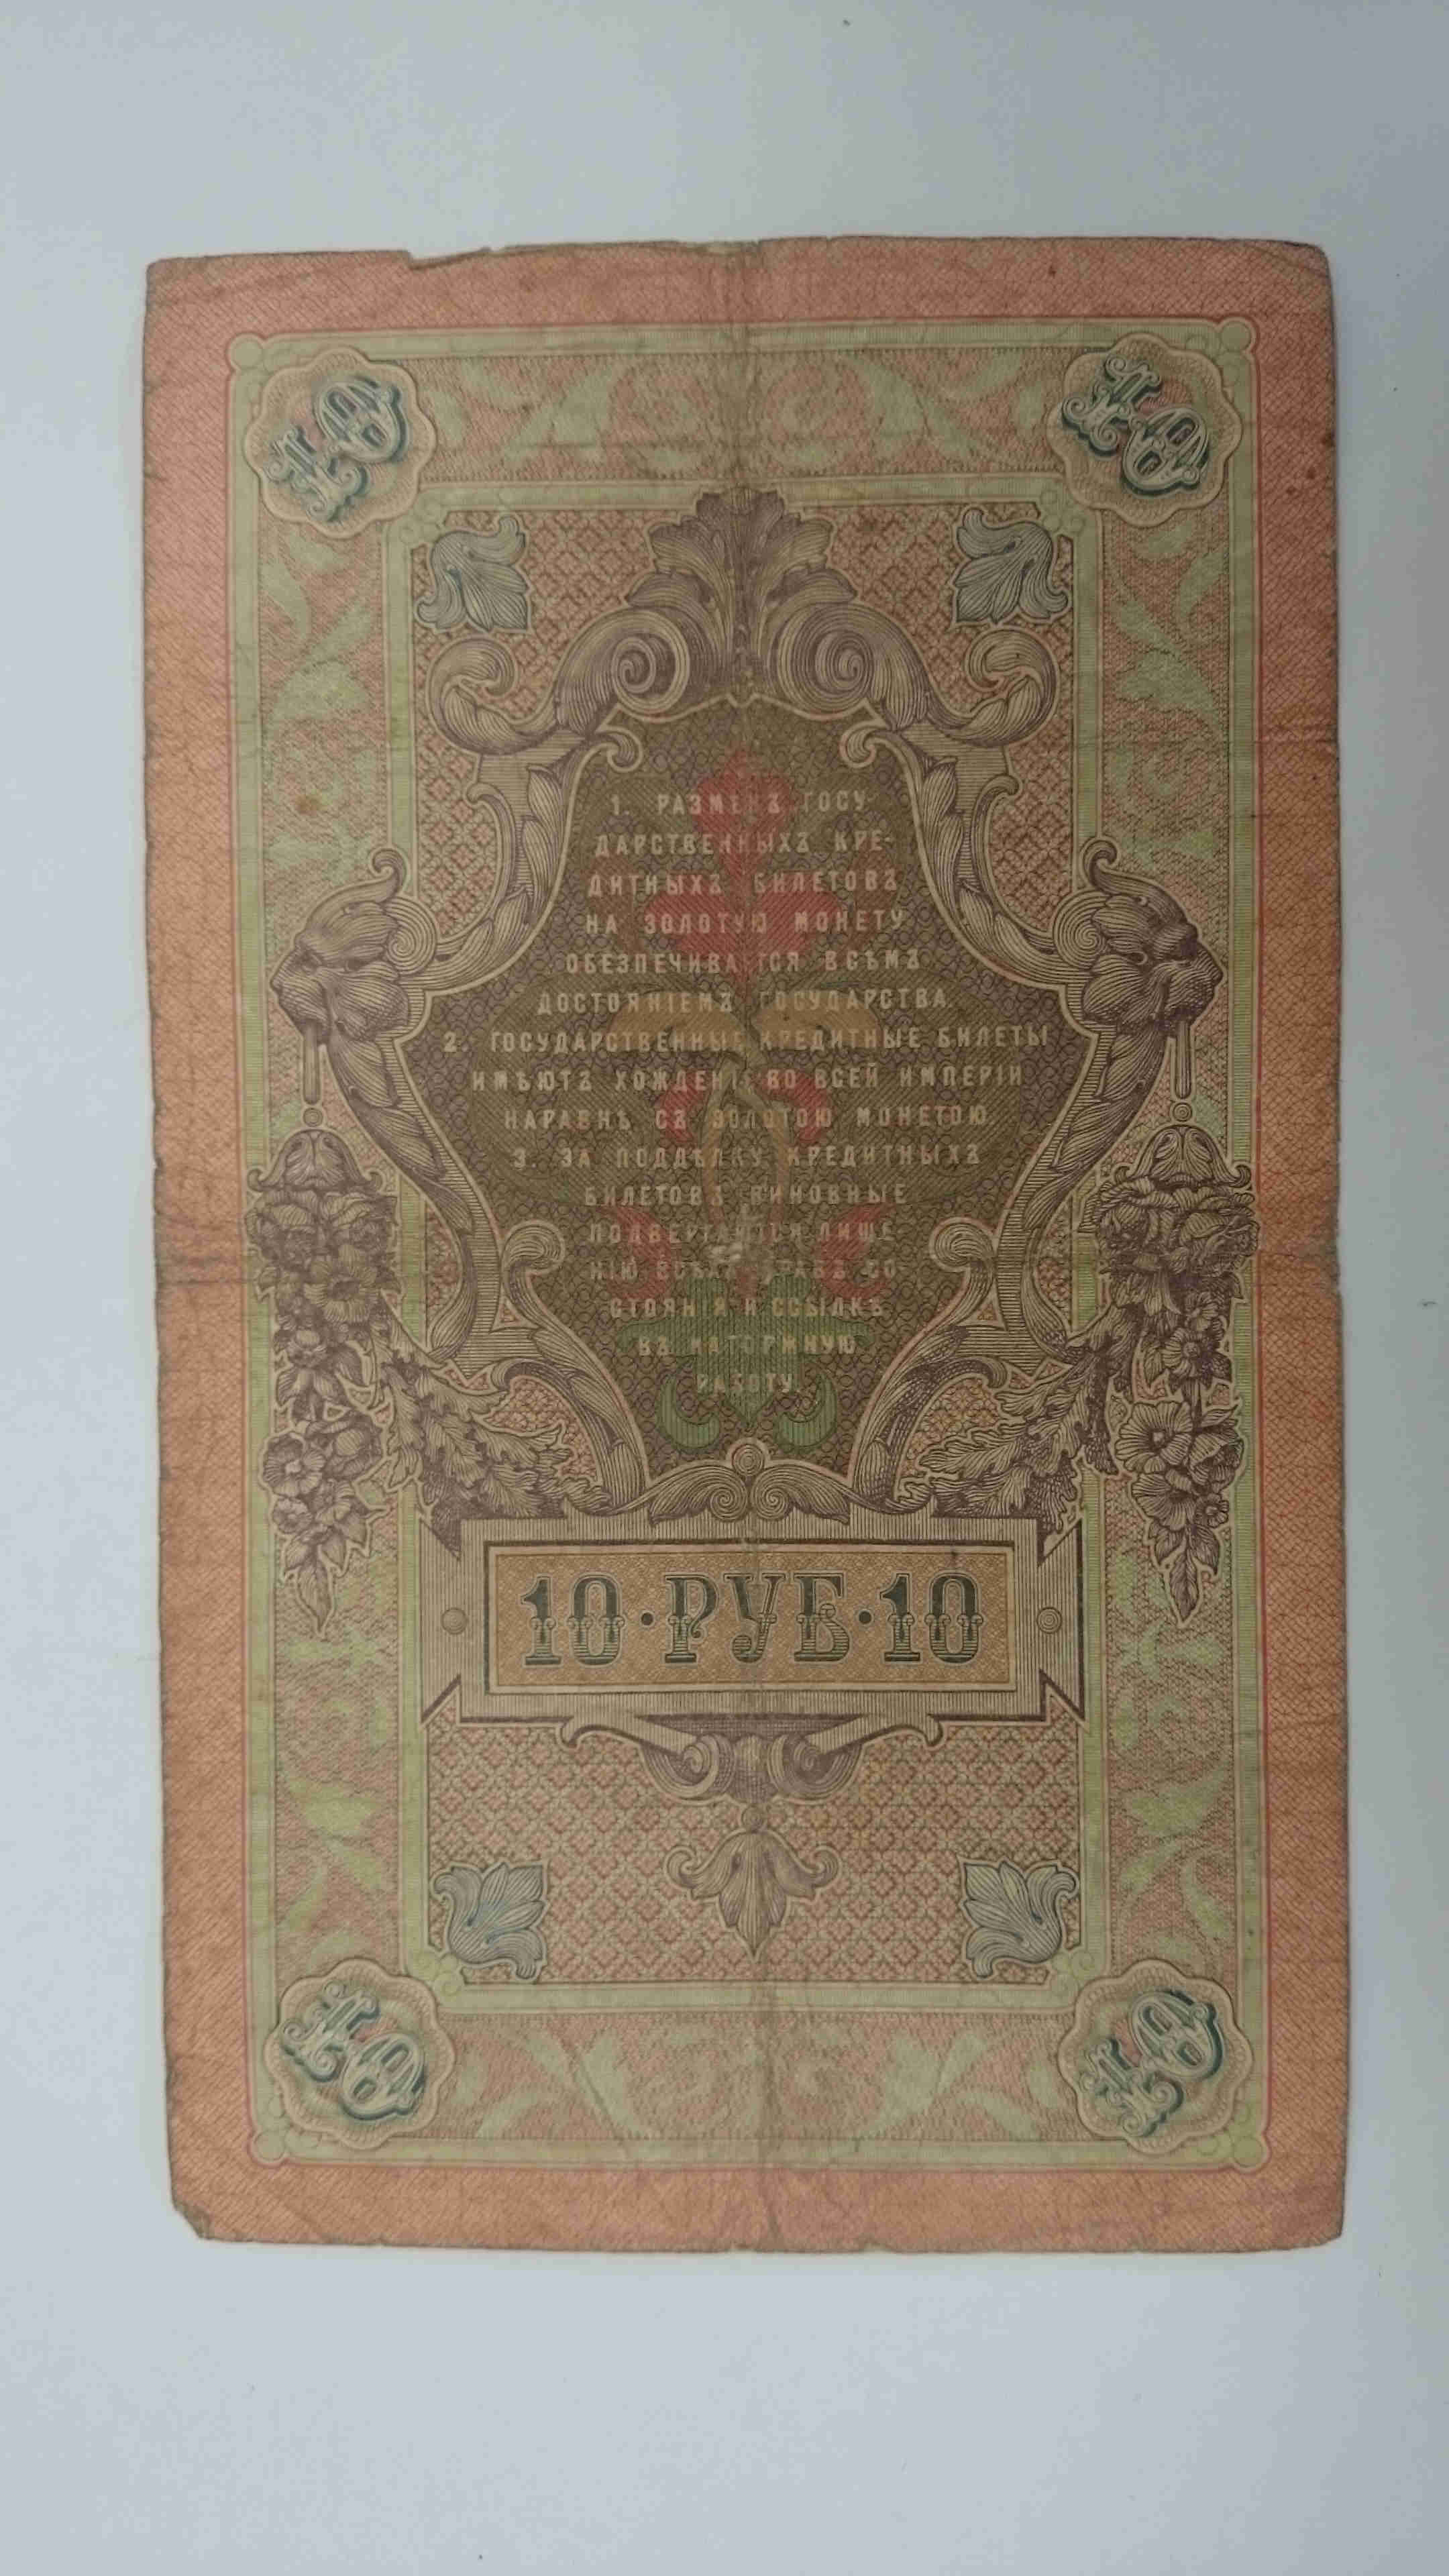 10 10
1. РАЗМѢНЪ ГОСУ-
ДАРСТВЕННЫХЪ КРЕ-
ДИТНЫХЪ БИЛЕТОВЪ
НА ЗОЛОТУЮ МОНЕТУ
ОБЕЗПЕЧИВАЕТСЯ ВСѢМЪ
ДОСТОЯНІЕМЪ ГОСУДАРСТВА.
2. ГОСУДАРСТВЕННЫЕ КРЕДИТНЫЕ БИЛЕТЫ
ИМѢЮТЪ ХОЖДЕНІЕ ВО ВСЕЙ ИМПЕРІИ
НАРАВНѢ СЪ ЗОЛОТОЮ МОНЕТОЮ.
3. ЗА ПОДДѢЛКУ КРЕДИТНЫХЪ
БИЛЕТОВЪ ВИНОВНЫЕ
ПОДВЕРГАЮТСЯ ЛИШЕ-
НІЮ ВСѢХЪ ПРАВЪ СО-
СТОЯНІЯ И ССЫЛКѢ
ВЪ КАТОРЖНУЮ
РАБОТУ.
10·РУБ·10
10 10